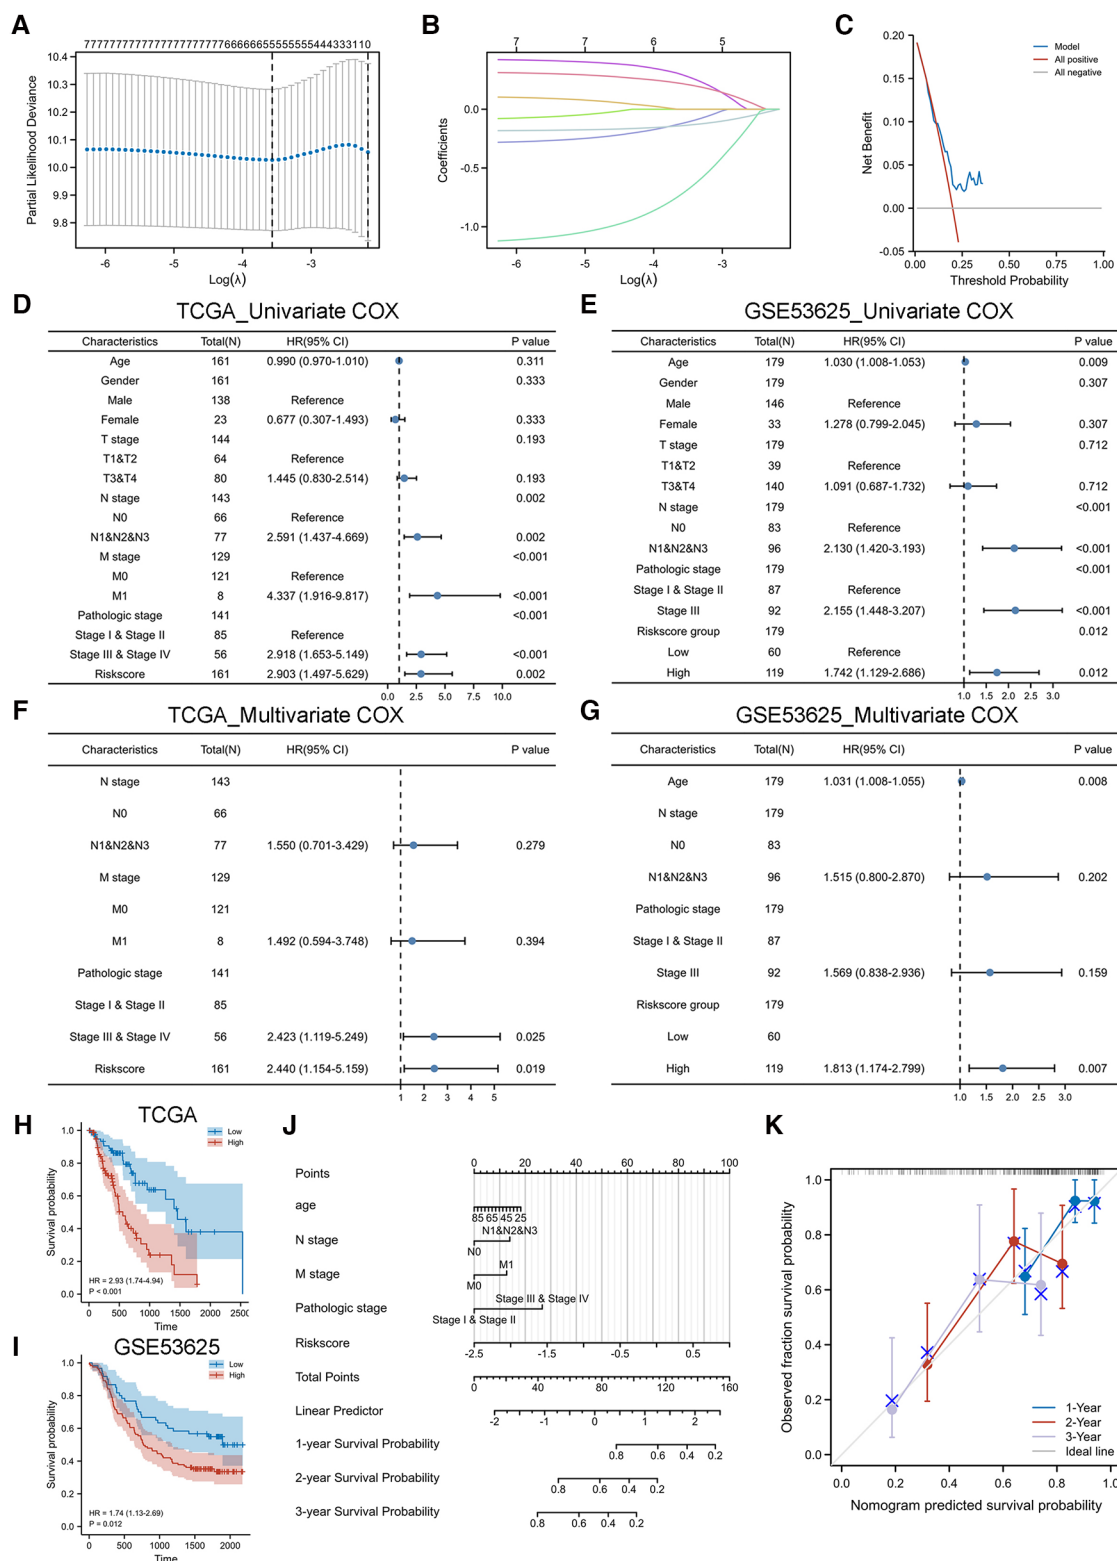 A
77777777777777777777777766666655555554443331110
10.4
10.3
10.2
10.1
10.0
9.9
9.8
Partial Likelihood Deviance
-6
-5
-4
-3
Log(λ)
B
7
7
6
5
0.0
-0.5
-1.0
Coefficients
-6
-5
-4
-3
Log(λ)
C
0.20
0.15
0.10
0.05
0.00
-0.05
Net Benefit
Model
All positive
All negative
0.00
0.25
0.50
0.75
1.00
Threshold Probability
D
TCGA_Univariate COX
Characteristics Total(N) HR(95% CI) P value
Age 161 0.990 (0.970-1.010) 0.311
Gender 161 0.333
Male 138 Reference
Female 23 0.677 (0.307-1.493) 0.333
T stage 144 0.193
T1&T2 64 Reference
T3&T4 80 1.445 (0.830-2.514) 0.193
N stage 143 0.002
N0 66 Reference
N1&N2&N3 77 2.591 (1.437-4.669) 0.002
M stage 129 <0.001
M0 121 Reference
M1 8 4.337 (1.916-9.817) <0.001
Pathologic stage 141 <0.001
Stage I & Stage II 85 Reference
Stage III & Stage IV 56 2.918 (1.653-5.149) <0.001
Riskscore 161 2.903 (1.497-5.629) 0.002
0.0 2.5 5.0 7.5 10.0
E
GSE53625_Univariate COX
Characteristics Total(N) HR(95% CI) P value
Age 179 1.030 (1.008-1.053) 0.009
Gender 179 0.307
Male 146 Reference
Female 33 1.278 (0.799-2.045) 0.307
T stage 179 0.712
T1&T2 39 Reference
T3&T4 140 1.091 (0.687-1.732) 0.712
N stage 179 <0.001
N0 83 Reference
N1&N2&N3 96 2.130 (1.420-3.193) <0.001
Pathologic stage 179 <0.001
Stage I & Stage II 87 Reference
Stage III 92 2.155 (1.448-3.207) <0.001
Riskscore group 179 0.012
Low 60 Reference
High 119 1.742 (1.129-2.686) 0.012
1.0 1.5 2.0 2.5 3.0
F
TCGA_Multivariate COX
Characteristics Total(N) HR(95% CI) P value
N stage 143
N0 66
N1&N2&N3 77 1.550 (0.701-3.429) 0.279
M stage 129
M0 121
M1 8 1.492 (0.594-3.748) 0.394
Pathologic stage 141
Stage I & Stage II 85
Stage III & Stage IV 56 2.423 (1.119-5.249) 0.025
Riskscore 161 2.440 (1.154-5.159) 0.019
1 2 3 4 5
G
GSE53625_Multivariate COX
Characteristics Total(N) HR(95% CI) P value
Age 179 1.031 (1.008-1.055) 0.008
N stage 179
N0 83
N1&N2&N3 96 1.515 (0.800-2.870) 0.202
Pathologic stage 179
Stage I & Stage II 87
Stage III 92 1.569 (0.838-2.936) 0.159
Riskscore group 179
Low 60
High 119 1.813 (1.174-2.799) 0.007
1.0 1.5 2.0 2.5 3.0
H
TCGA
Low
High
1.0
0.8
0.6
0.4
0.2
0.0
Survival probability
HR = 2.93 (1.74-4.94)
P < 0.001
0 500 1000 1500 2000 2500
Time
I
GSE53625
Low
High
1.0
0.8
0.6
0.4
0.2
0.0
Survival probability
HR = 1.74 (1.13-2.69)
P = 0.012
0 500 1000 1500 2000
Time
J
0 20 40 60 80 100
Points
age
85 65 45 25
N1&N2&N3
N stage
N0
M1
M stage
M0
Stage III & Stage IV
Pathologic stage
Stage I & Stage II
Riskscore
-2.5 -1.5 -0.5 0.5
Total Points
0 40 80 120 160
Linear Predictor
-2 -1 0 1 2
1-year Survival Probability
0.8 0.6 0.4 0.2
2-year Survival Probability
0.8 0.6 0.4 0.2
3-year Survival Probability
0.8 0.6 0.4 0.2
K
1.0
0.8
0.6
0.4
0.2
0.0
Observed fraction survival probability
1-Year
2-Year
3-Year
Ideal line
0.0 0.2 0.4 0.6 0.8 1.0
Nomogram predicted survival probability